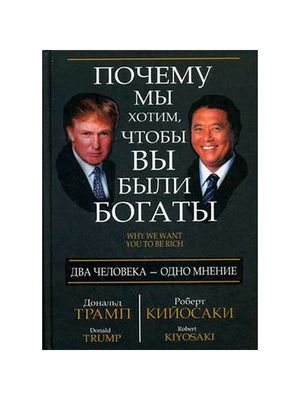 ПОЧЕМУ
МЫ
ХОТИМ,
ЧТОБЫ
ВЫ
БЫЛИ
БОГАТЫ
WHY WE WANT
YOU TO BE RICH
ДВА ЧЕЛОВЕКА – ОДНО МНЕНИЕ
Дональд
ТРАМП
Donald
TRUMP
Роберт
КИЙОСАКИ
Robert
KIYOSAKI